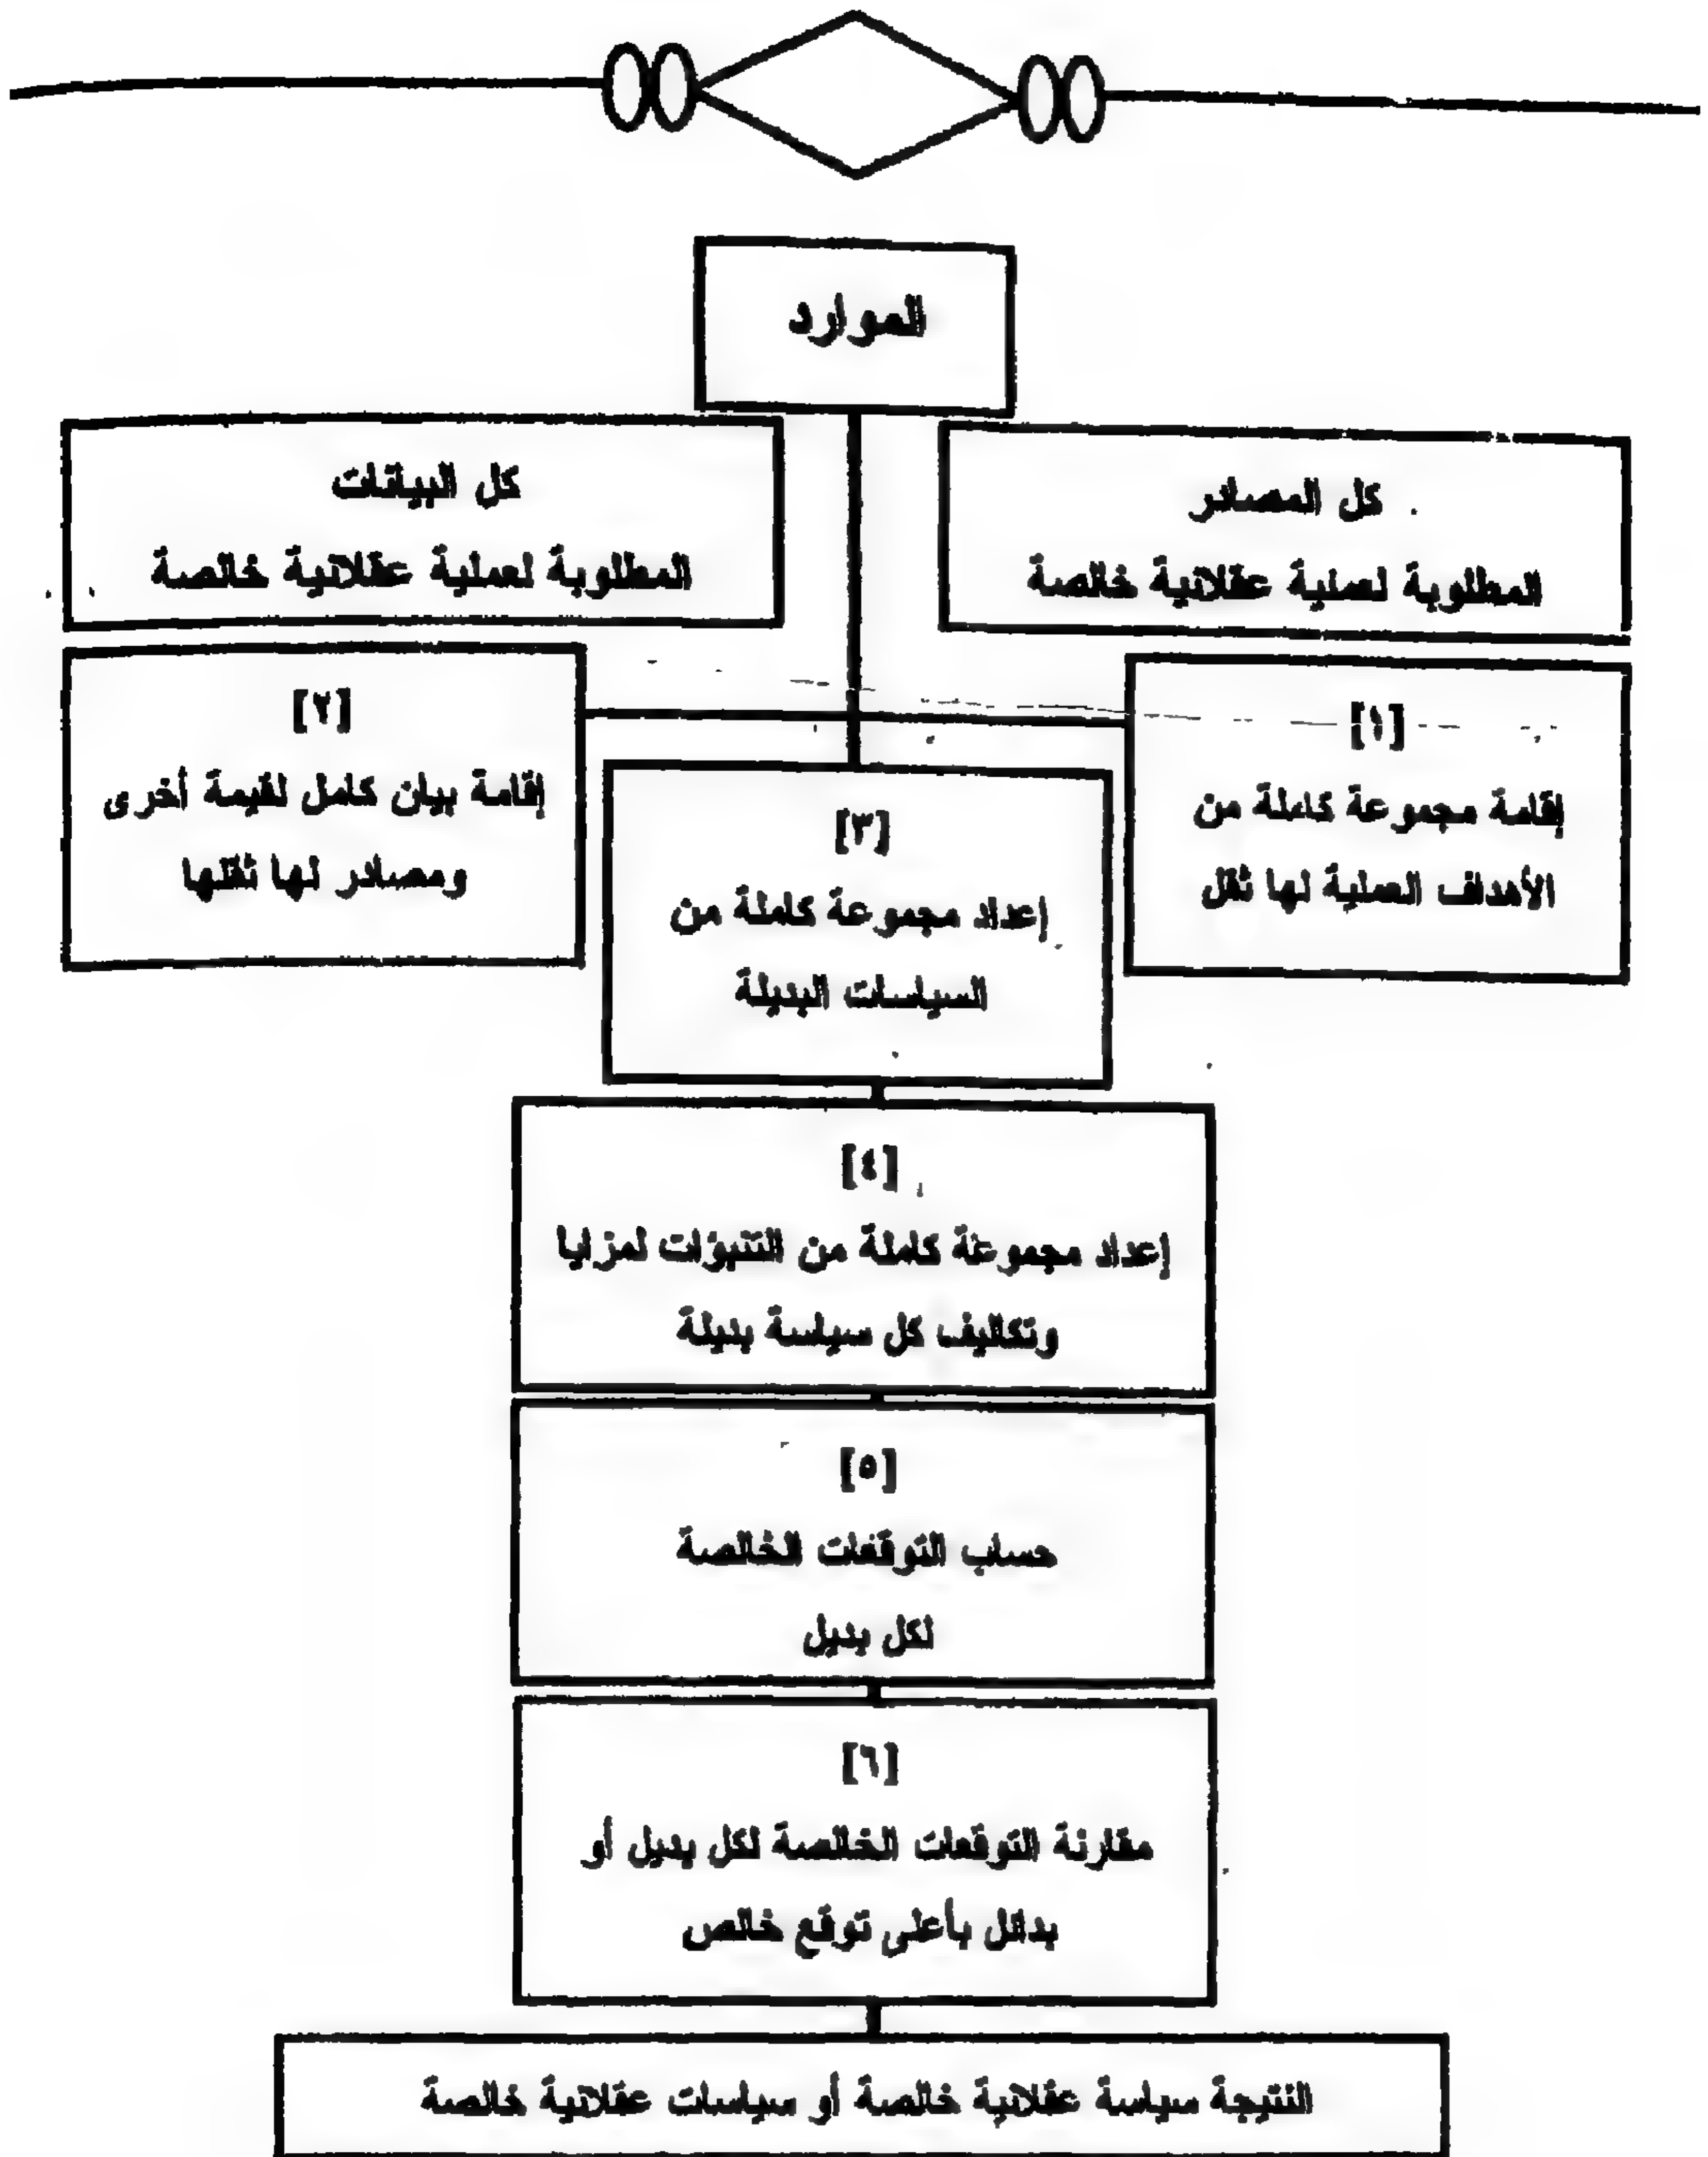 الموارد
كل المصادر
المطلوبة لعملية عقلانية خالصة
كل البيانات
المطلوبة لعملية عقلانية خالصة
[١]
إقامة مجموعة كاملة من
الأهداف العملية لها ثقل
[٢]
إقامة بيان كامل لقيمة أخرى
ومصادر لها ثقلها
[٣]
إعداد مجموعة كاملة من
السياسات البديلة
[٤]
إعداد مجموعة كاملة من التنبؤات لمزايا
وتكاليف كل سياسة بديلة
[٥]
حساب التوقعات الخالصة
لكل بديل
[٦]
مقارنة التوقعات الخالصة لكل بديل أو
بدائل بأعلى توقع خالص
النتيجة سياسة عقلانية خالصة أو سياسات عقلانية خالصة